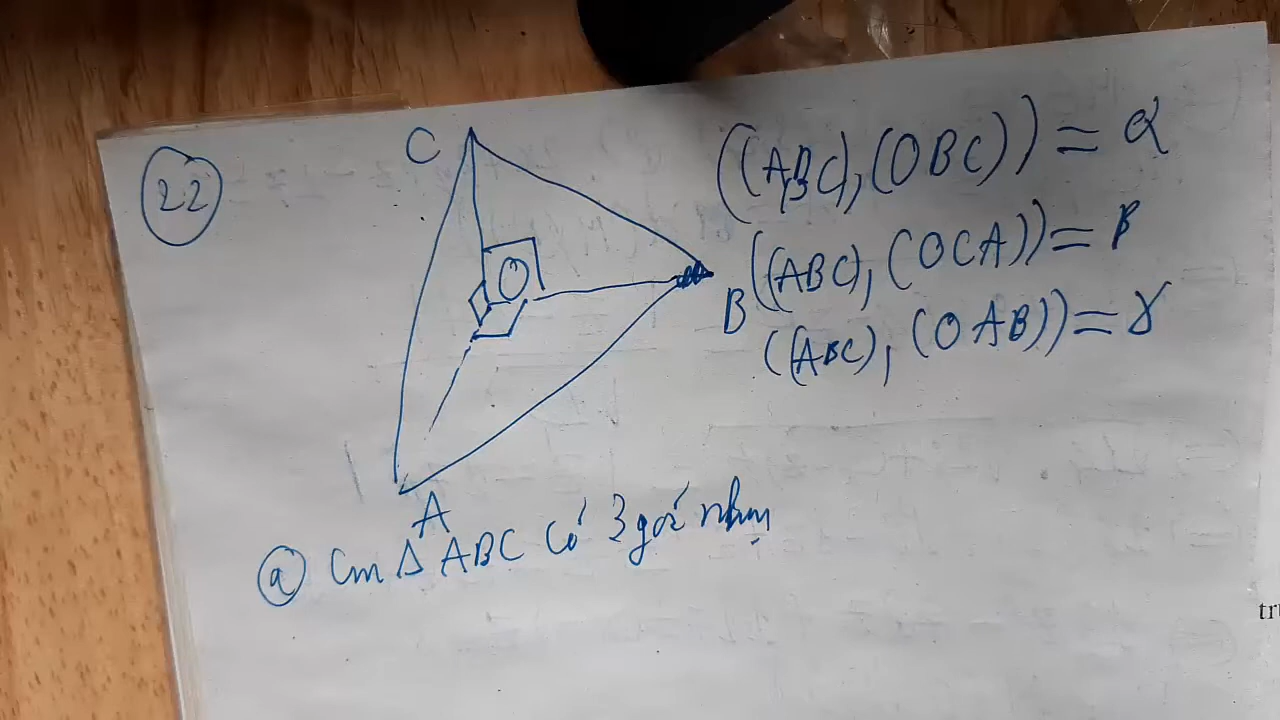 22
C
((ABC), (OBC)) = α
O
B
((ABC), (OCA)) = β
((ABC), (OAB)) = γ
A
a Cm Δ ABC có 3 góc nhọn